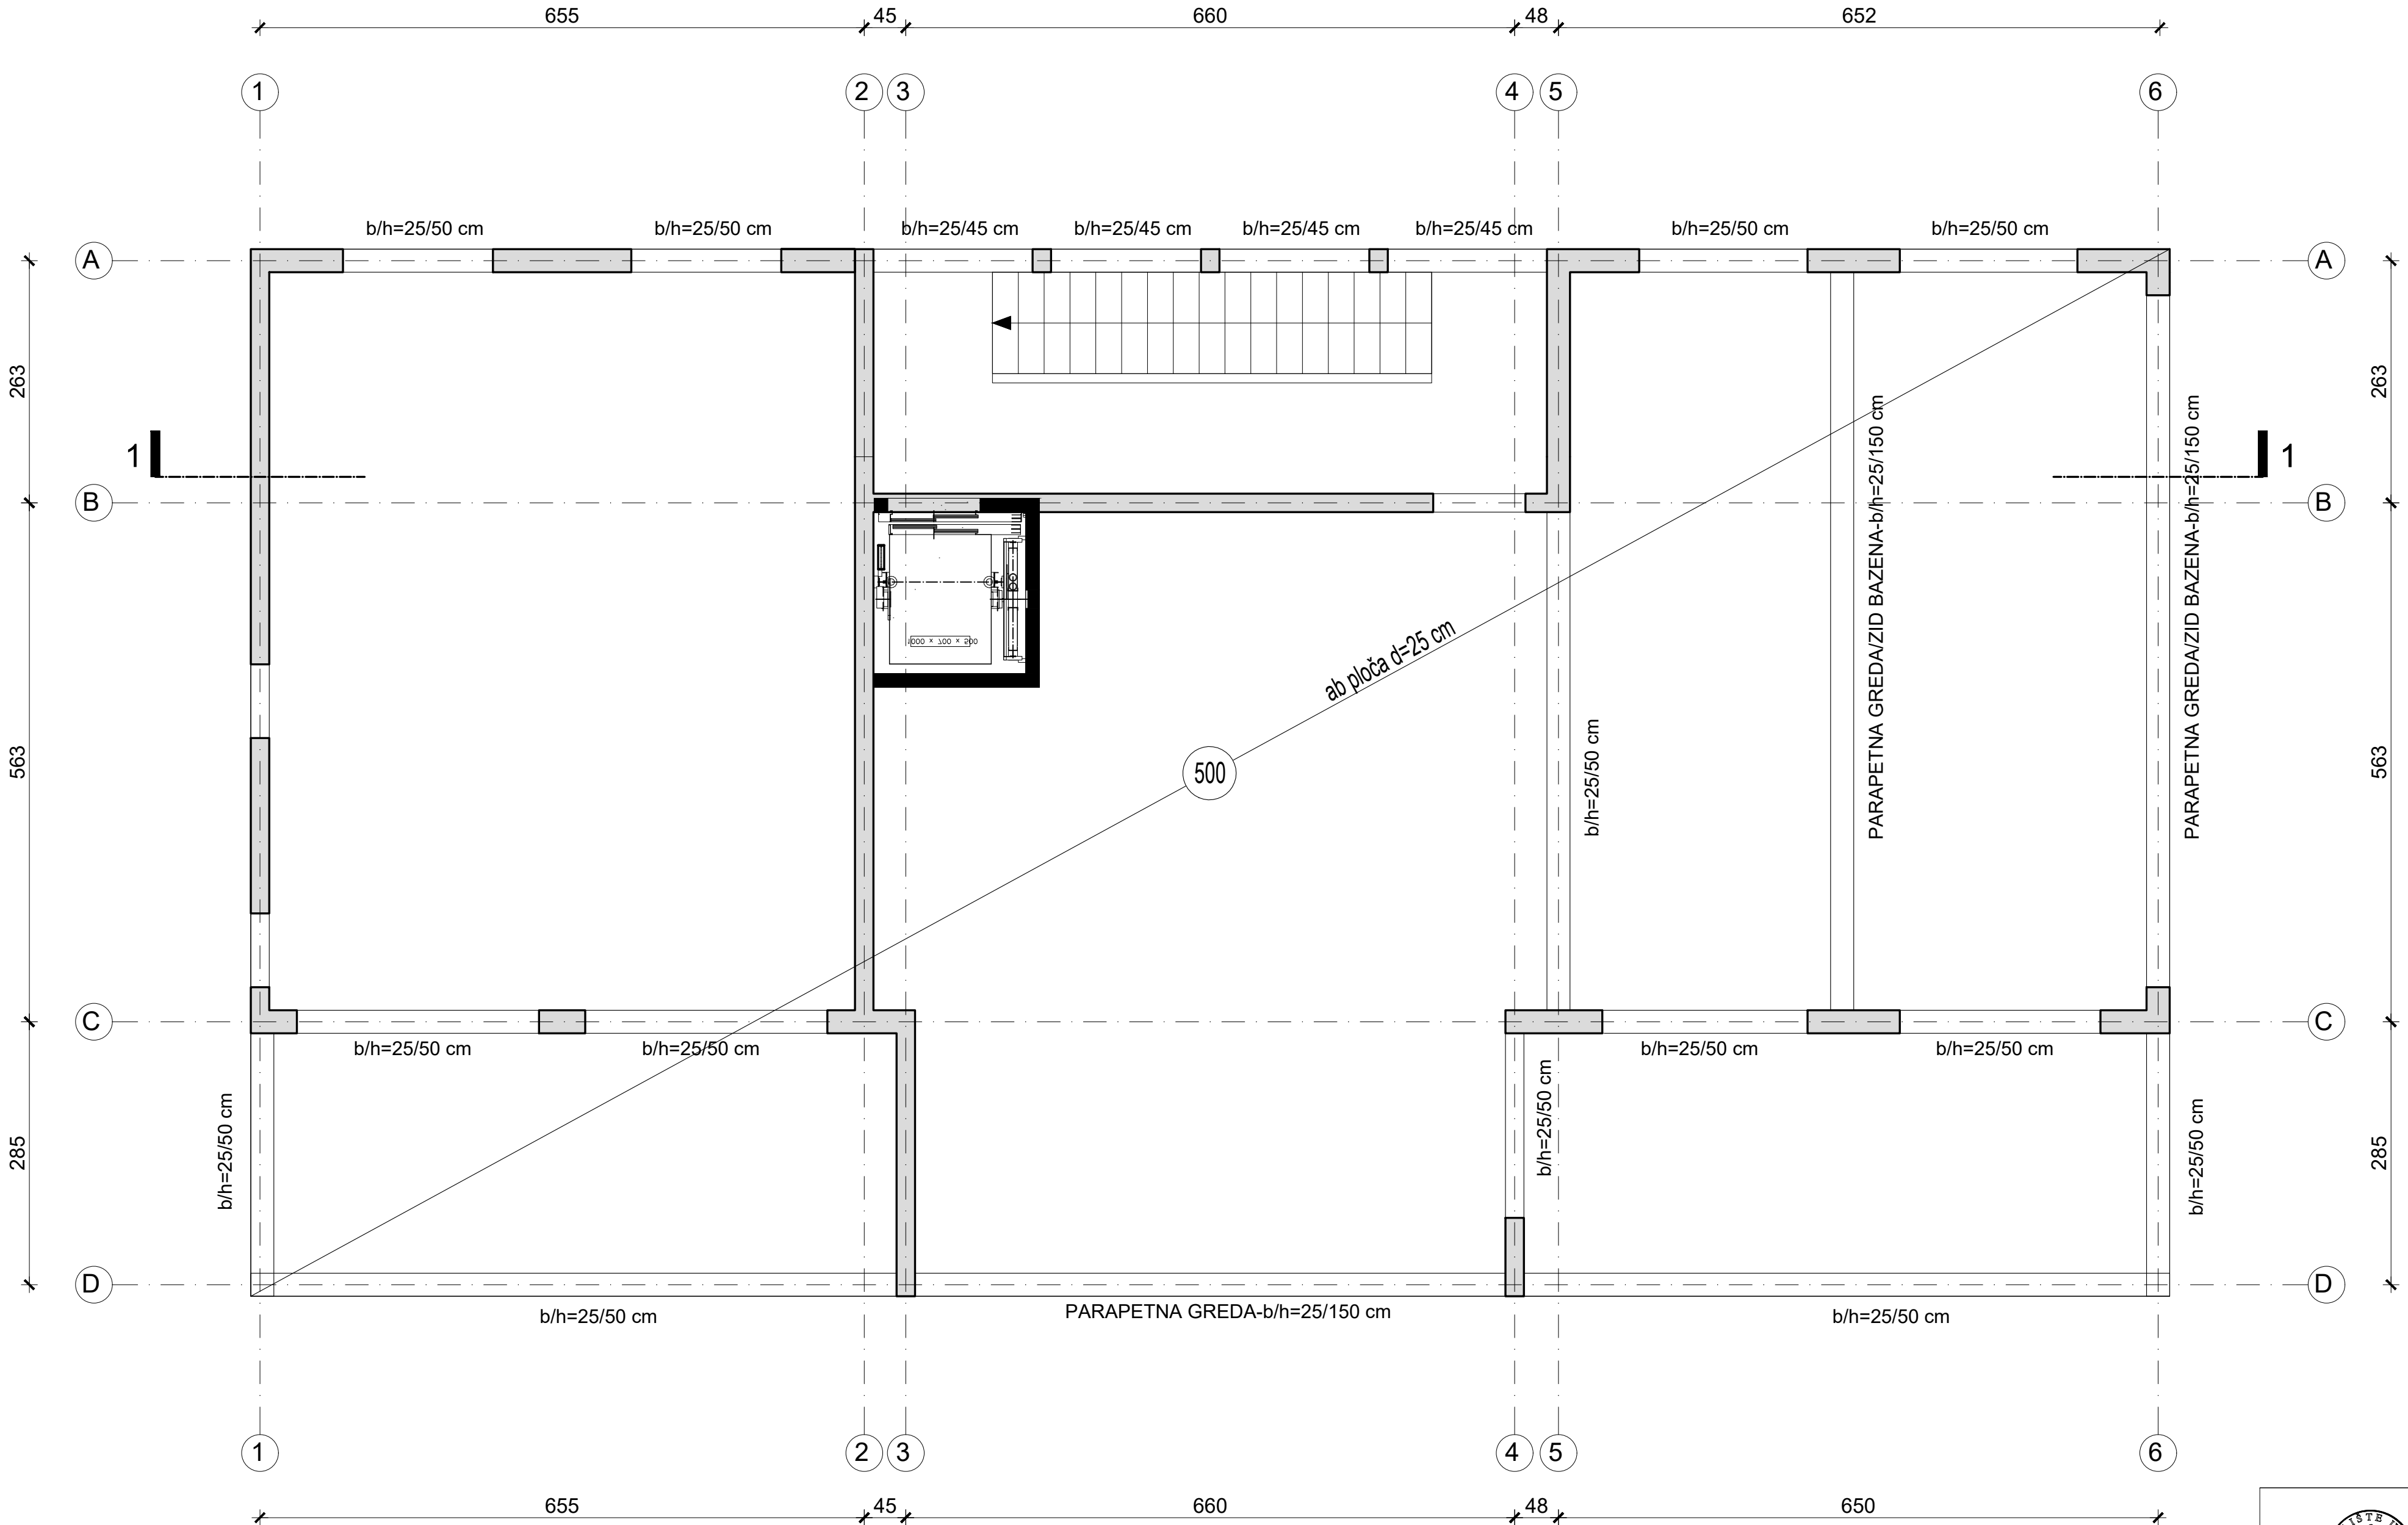 655 45 660 48 652
1 2 3 4 5 6
b/h=25/50 cm b/h=25/50 cm b/h=25/45 cm b/h=25/45 cm b/h=25/45 cm b/h=25/45 cm b/h=25/50 cm b/h=25/50 cm
A A
263 263
1 1
B B
PARAPETNA GREDA/ZID BAZENA-b/h=25/150 cm
PARAPETNA GREDA/ZID BAZENA-b/h=25/150 cm
1000 x 700 x 500
ab ploča d=25 cm
500
b/h=25/50 cm
563 563
C C
b/h=25/50 cm b/h=25/50 cm b/h=25/50 cm b/h=25/50 cm
b/h=25/50 cm
b/h=25/50 cm
b/h=25/50 cm
285 285
D D
b/h=25/50 cm PARAPETNA GREDA-b/h=25/150 cm b/h=25/50 cm
1 2 3 4 5 6
655 45 660 48 650